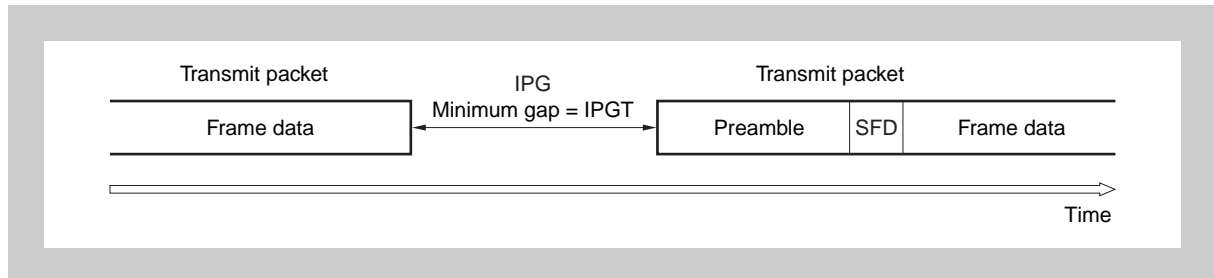 Transmit packet
IPG
Transmit packet
Minimum gap = IPGT
Frame data
Preamble
SFD
Frame data
Time